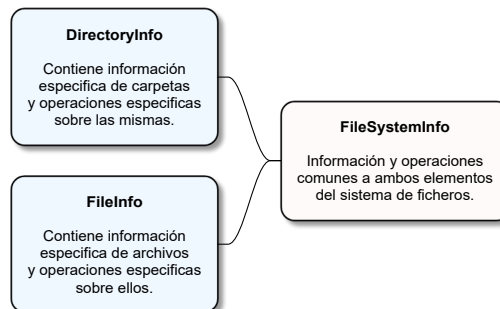 DirectoryInfo
Contiene información
especifica de carpetas
y operaciones especificas
sobre las mismas.
FileSystemInfo
Información y operaciones
comunes a ambos elementos
del sistema de ficheros.
FileInfo
Contiene información
especifica de archivos
y operaciones especificas
sobre ellos.